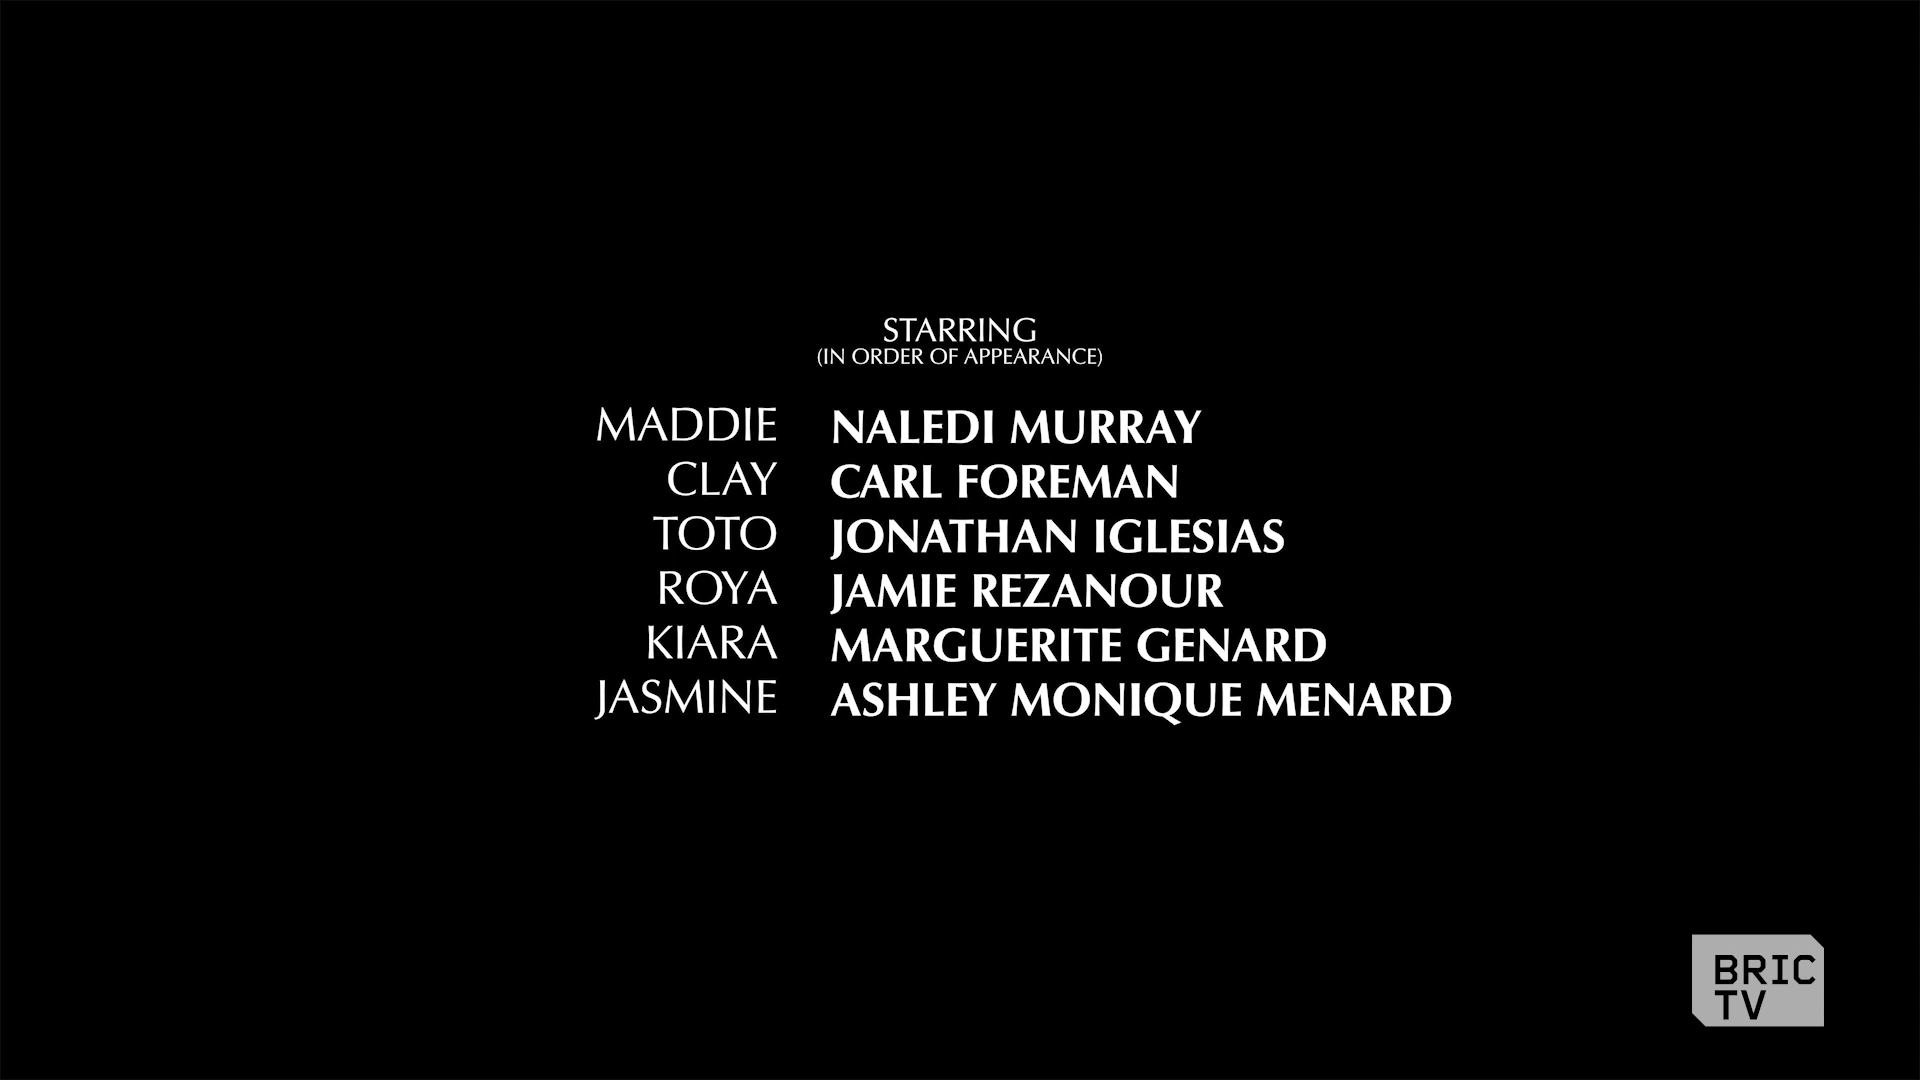 STARRING
(IN ORDER OF APPEARANCE)
MADDIE NALEDI MURRAY
CLAY CARL FOREMAN
TOTO JONATHAN IGLESIAS
ROYA JAMIE REZANOUR
KIARA MARGUERITE GENARD
JASMINE ASHLEY MONIQUE MENARD
BRIC
TV